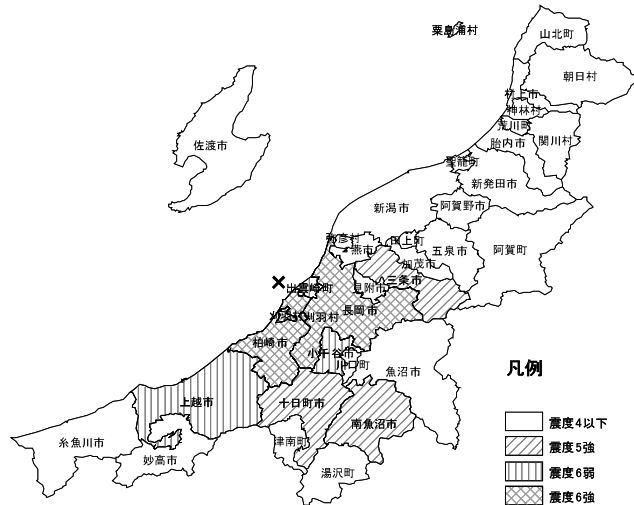 粟島浦村
山北町
朝日村
村上市
神林村
荒川町
関川村
胎内市
聖籠町
新発田市
佐渡市
新潟市
阿賀野市
弥彦村
燕市
田上町
五泉市
阿賀町
加茂市
三条市
見附市
出雲崎町
長岡市
刈羽村
刈羽村
柏崎市
小千谷市
川口町
魚沼市
上越市
十日町市
南魚沼市
津南町
糸魚川市
妙高市
湯沢町
凡例
震度4以下
震度5強
震度6弱
震度6強